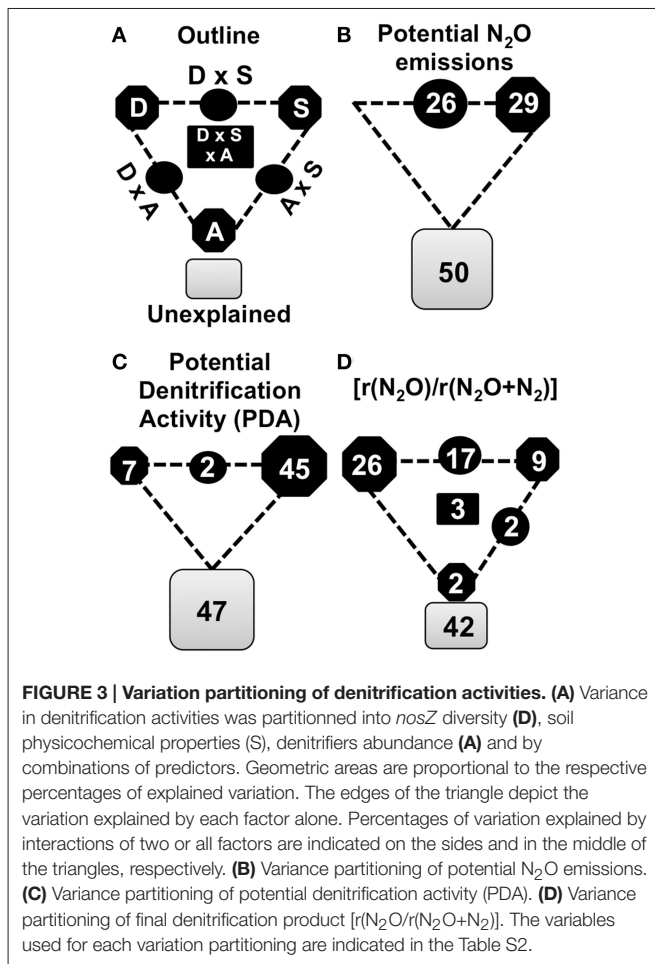 A Outline
D x S
D S
D x S
x A
D x A A x S
A
Unexplained
B Potential N₂O
emissions
26 29
50
C Potential
Denitrification
Activity (PDA)
7 2 45
47
D [r(N₂O)/r(N₂O+N₂)]
26 17 9
3
2
2
42
FIGURE 3 | Variation partitioning of denitrification activities. (A) Variance
in denitrification activities was partitionned into nosZ diversity (D), soil
physicochemical properties (S), denitrifiers abundance (A) and by
combinations of predictors. Geometric areas are proportional to the respective
percentages of explained variation. The edges of the triangle depict the
variation explained by each factor alone. Percentages of variation explained by
interactions of two or all factors are indicated on the sides and in the middle of
the triangles, respectively. (B) Variance partitioning of potential N₂O emissions.
(C) Variance partitioning of potential denitrification activity (PDA). (D) Variance
partitioning of final denitrification product [r(N₂O/r(N₂O+N₂)]. The variables
used for each variation partitioning are indicated in the Table S2.